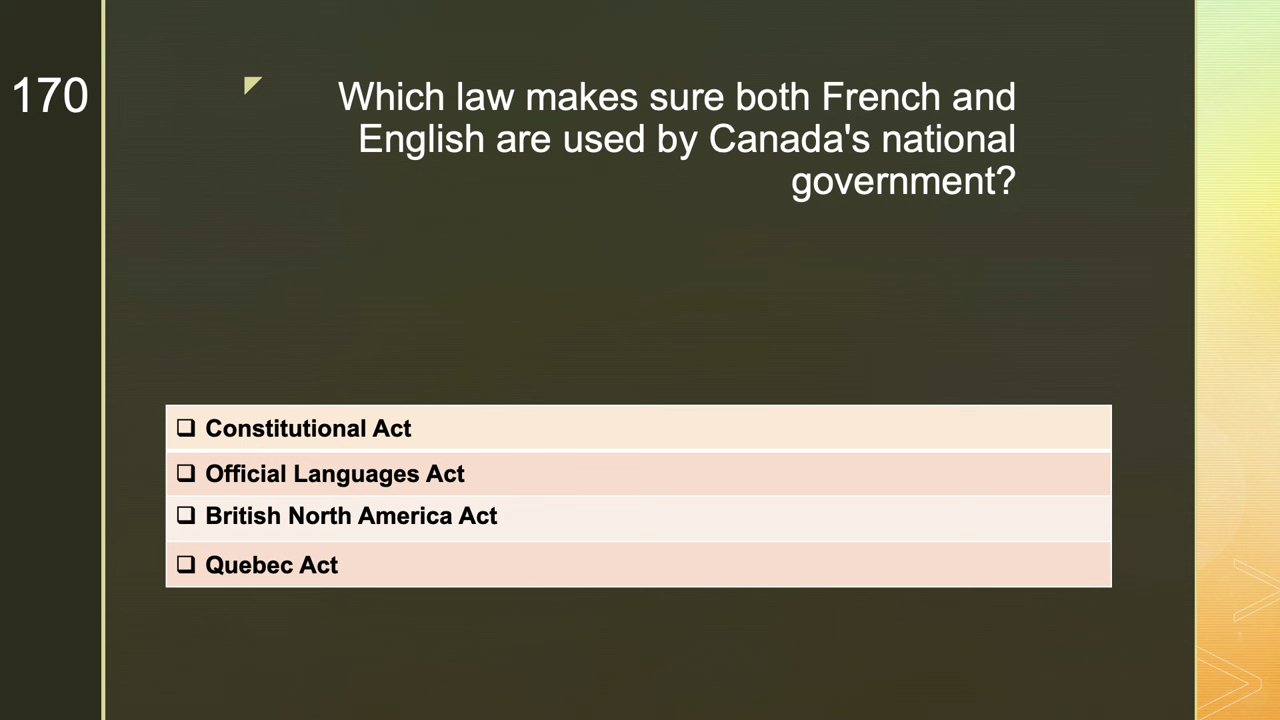 170
Which law makes sure both French and
English are used by Canada's national
government?
❑ Constitutional Act
❑ Official Languages Act
❑ British North America Act
❑ Quebec Act